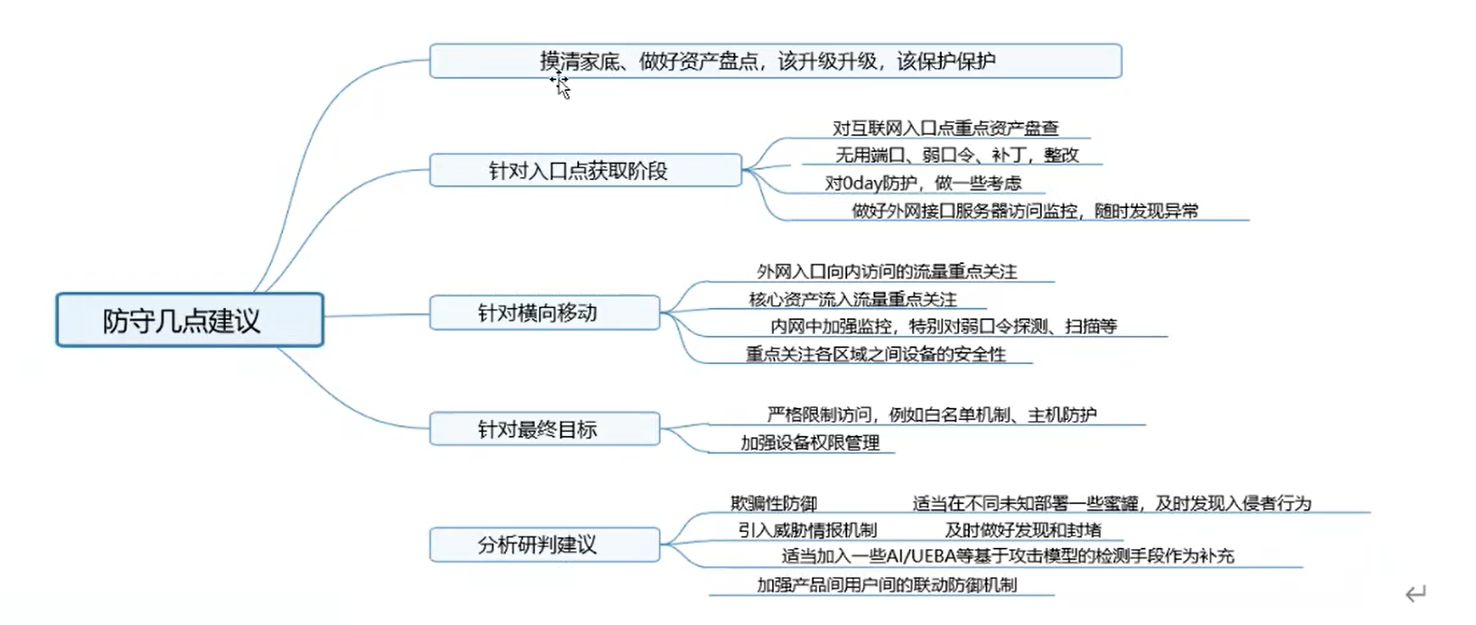 摸清家底、做好资产盘点，该升级升级，该保护保护
对互联网入口点重点资产盘查
无用端口、弱口令、补丁，整改
针对入口点获取阶段
对0day防护，做一些考虑
做好外网接口服务器访问监控，随时发现异常
外网入口向内访问的流量重点关注
核心资产流入流量重点关注
针对横向移动
防守几点建议
内网中加强监控，特别对弱口令探测、扫描等
重点关注各区域之间设备的安全性
严格限制访问，例如白名单机制、主机防护
针对最终目标
加强设备权限管理
欺骗性防御 适当在不同未知部署一些蜜罐，及时发现入侵者行为
引入威胁情报机制 及时做好发现和封堵
分析研判建议
适当加入一些AI/UEBA等基于攻击模型的检测手段作为补充
加强产品间用户间的联动防御机制